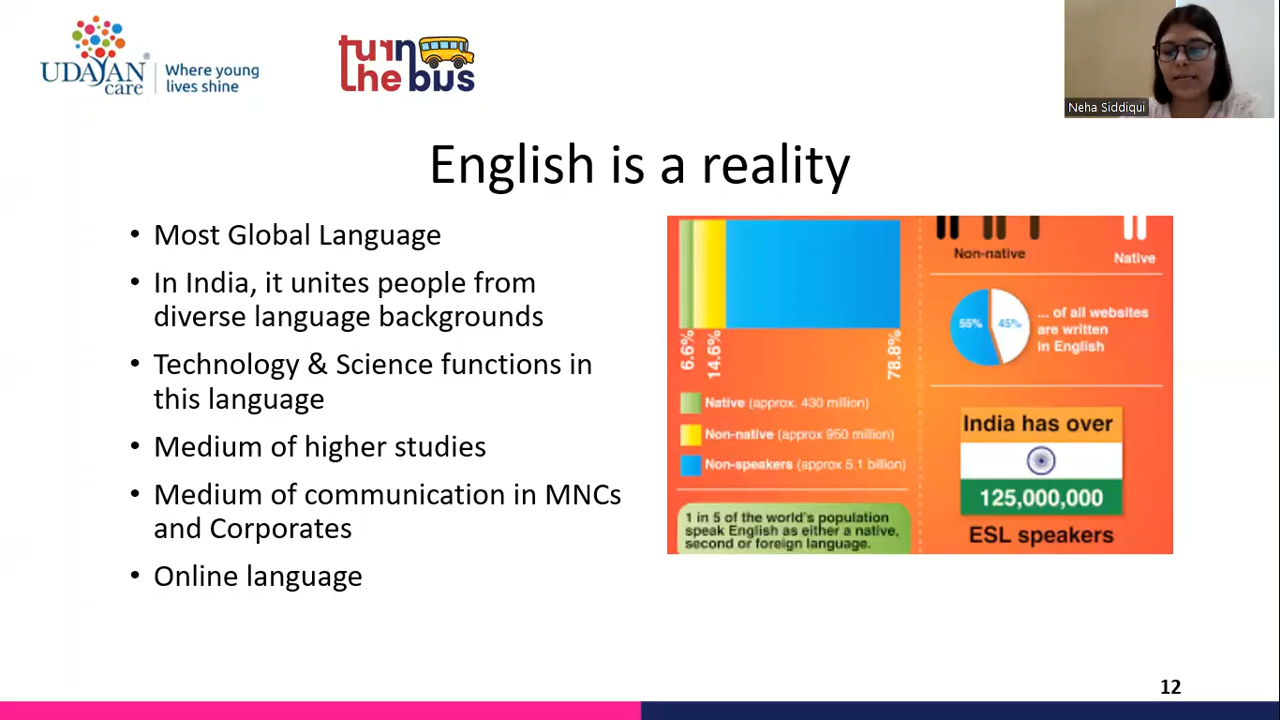 UDAYAN
care
®
Where young
lives shine
turn
the bus
Neha Siddiqui
English is a reality
• Most Global Language
• In India, it unites people from
diverse language backgrounds
• Technology & Science functions in
this language
• Medium of higher studies
• Medium of communication in MNCs
and Corporates
• Online language
6.6%
14.6%
78.8%
Native (approx. 430 million)
Non-native (approx 950 million)
Non-speakers (approx 5.1 billion)
1 in 5 of the world's population
speak English as either a native,
second or foreign language.
Non-native
Native
55%
45%
... of all websites
are written
in English
India has over
125,000,000
ESL speakers
12